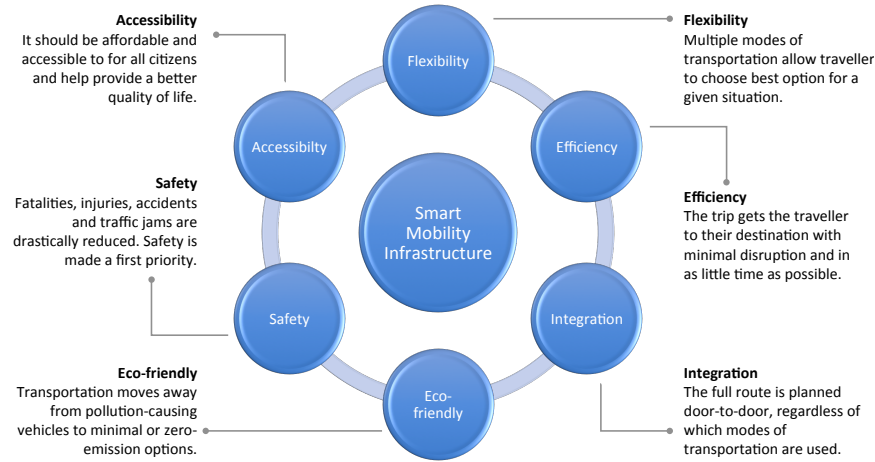 Accessibility
It should be affordable and
accessible to for all citizens
and help provide a better
quality of life.
Flexibility
Multiple modes of
transportation allow traveller
to choose best option for a
given situation.
Flexibility
Accessibilty
Efficiency
Safety
Fatalities, injuries, accidents
and traffic jams are
drastically reduced. Safety is
made a first priority.
Smart
Mobility
Infrastructure
Efficiency
The trip gets the traveller
to their destination with
minimal disruption and in
as little time as possible.
Safety
Integration
Eco-friendly
Transportation moves away
from pollution-causing
vehicles to minimal or zero-
emission options.
Eco-
friendly
Integration
The full route is planned
door-to-door, regardless of
which modes of
transportation are used.